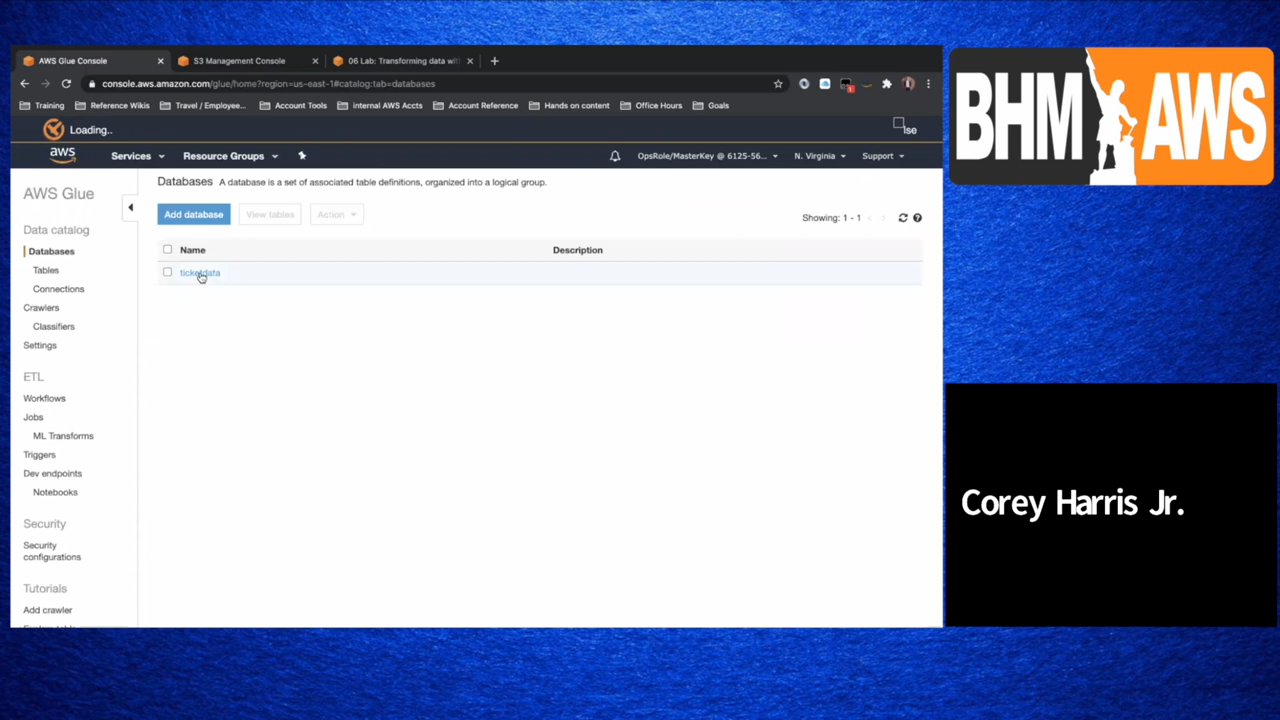 AWS Glue Console
S3 Management Console
06 Lab: Transforming data wit
console.aws.amazon.com/glue/home?region=us-east-1#catalog:tab=databases
Training
Reference Wikis
Travel / Employee...
Account Tools
internal AWS Accts
Account Reference
Hands on content
Office Hours
Goals
Loading..
lse
aws
Services
Resource Groups
OpsRole/MasterKey @ 6125-56...
N. Virginia
Support
AWS Glue
Data catalog
Databases
Tables
Connections
Crawlers
Classifiers
Settings
ETL
Workflows
Jobs
ML Transforms
Triggers
Dev endpoints
Notebooks
Security
Security
configurations
Tutorials
Add crawler
Databases A database is a set of associated table definitions, organized into a logical group.
Add database
View tables
Action
Showing: 1 - 1
Name
Description
ticketdata
BHM AWS
Corey Harris Jr.